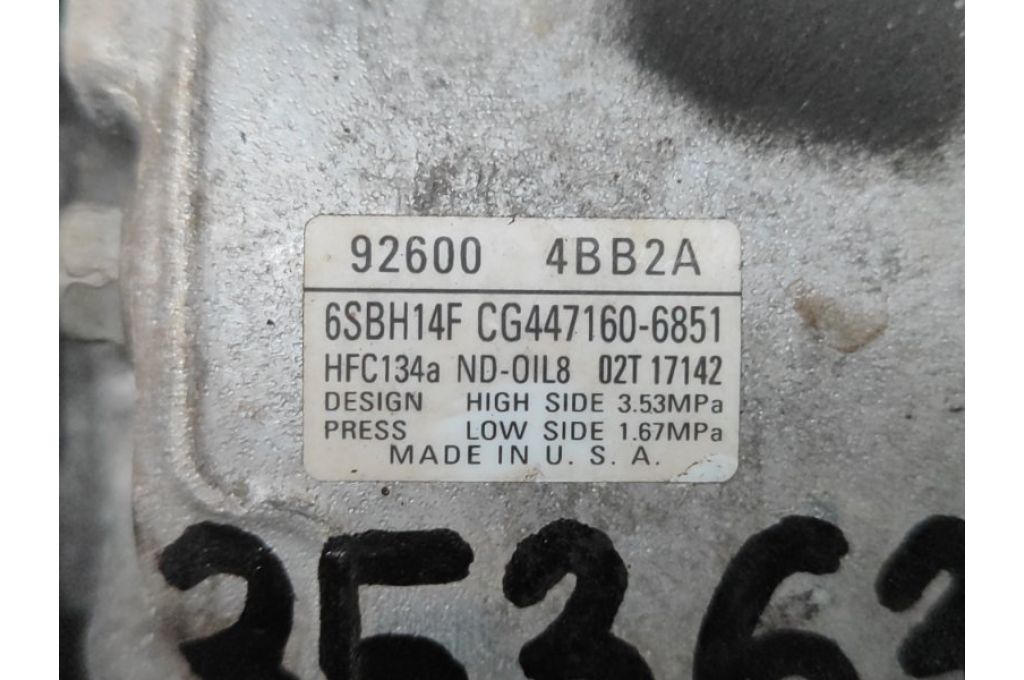 92600 4BB2A
6SBH14F CG447160-6851
HFC134a ND-OIL8 02T 17142
DESIGN HIGH SIDE 3.53MPa
PRESS LOW SIDE 1.67MPa
MADE IN U. S. A.